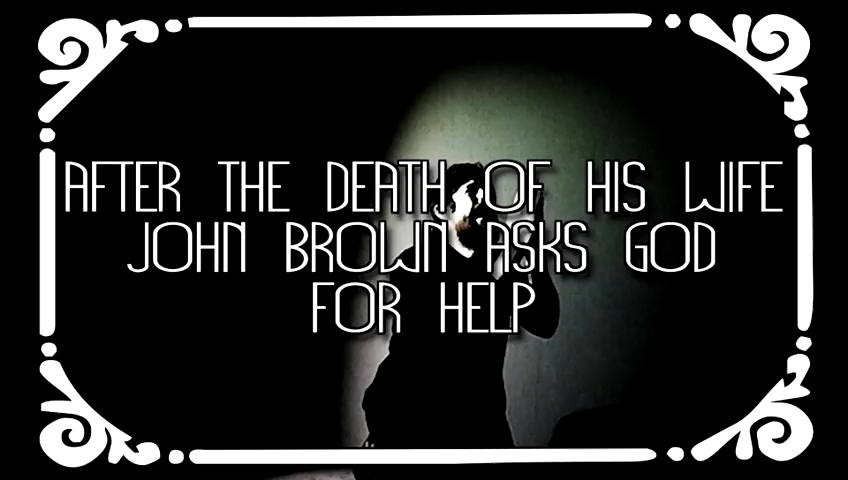 AFTER THE DEATH OF HIS WIFE
JOHN BROWN ASKS GOD
FOR HELP